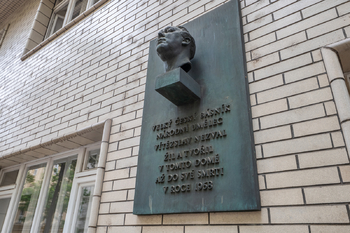 VELKÝ ČESKÝ BÁSNÍK
NÁRODNÍ UMĚLEC
VÍTĚZSLAV NEZVAL
ŽIL A TVOŘIL
V TOMTO DOMĚ
AŽ DO SVÉ SMRTI
V ROCE 1958